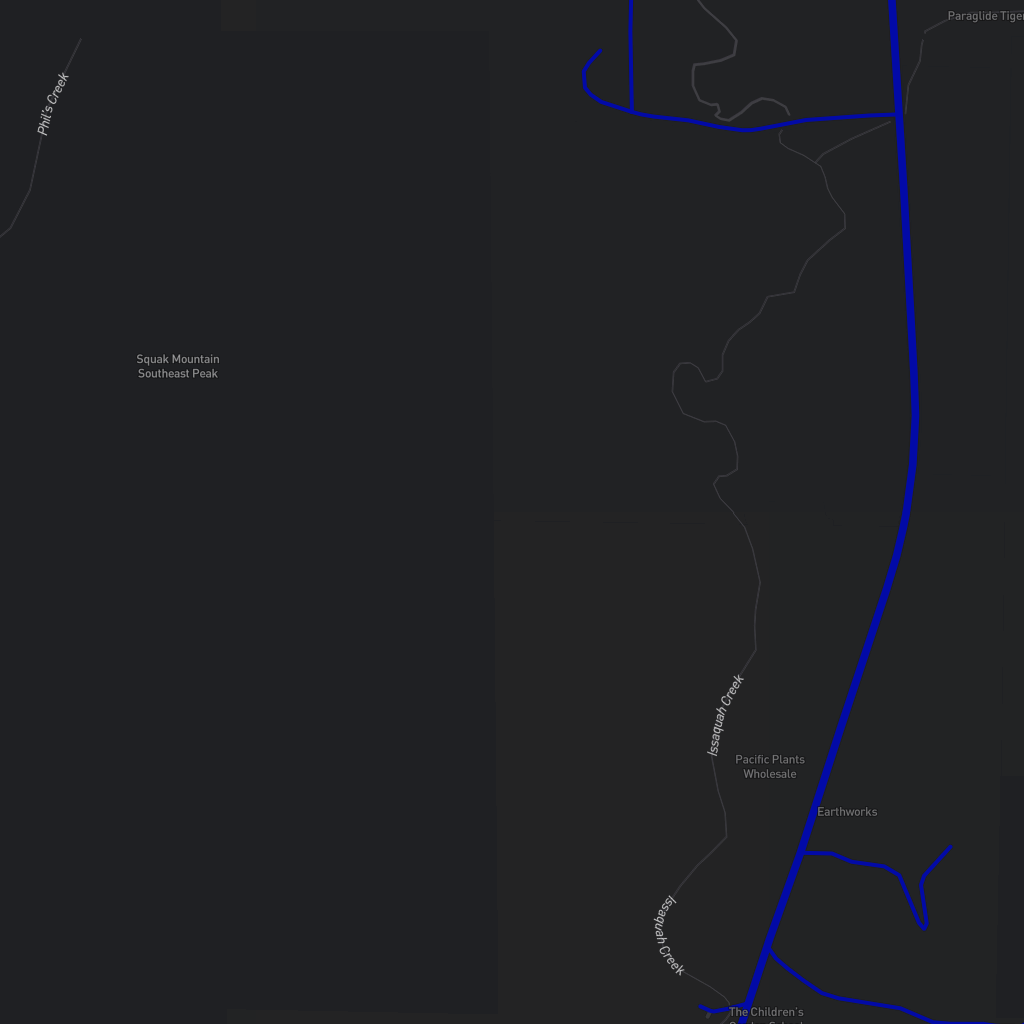 Paraglide Tiger
Phil's Creek
Squak Mountain
Southeast Peak
Issaquah Creek
Pacific Plants
Wholesale
Earthworks
Issaquah Creek
The Children's